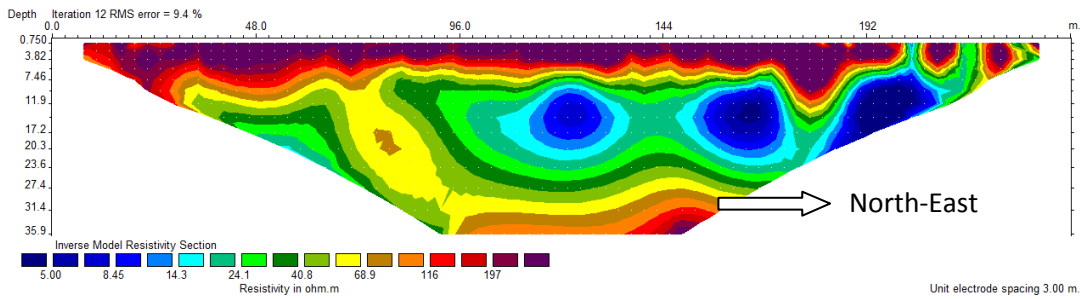 Depth Iteration 12 RMS error = 9.4 %
0.0 48.0 96.0 144 192 m.
0.750
3.82
7.46
11.9
17.2
20.3
23.6
27.4
31.4
35.9
North-East
Inverse Model Resistivity Section
5.00 8.45 14.3 24.1 40.8 68.9 116 197
Resistivity in ohm.m Unit electrode spacing 3.00 m.